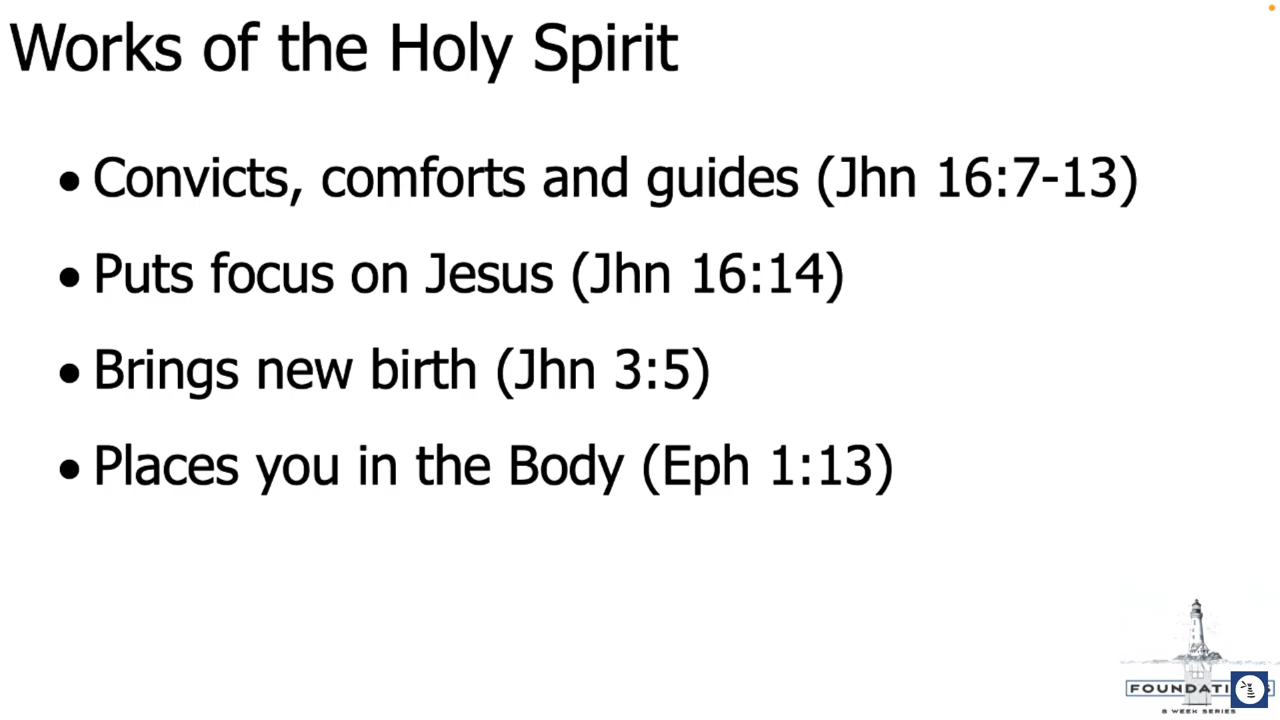 Works of the Holy Spirit
• Convicts, comforts and guides (Jhn 16:7-13)
• Puts focus on Jesus (Jhn 16:14)
• Brings new birth (Jhn 3:5)
• Places you in the Body (Eph 1:13)
8 WEEK SERIES